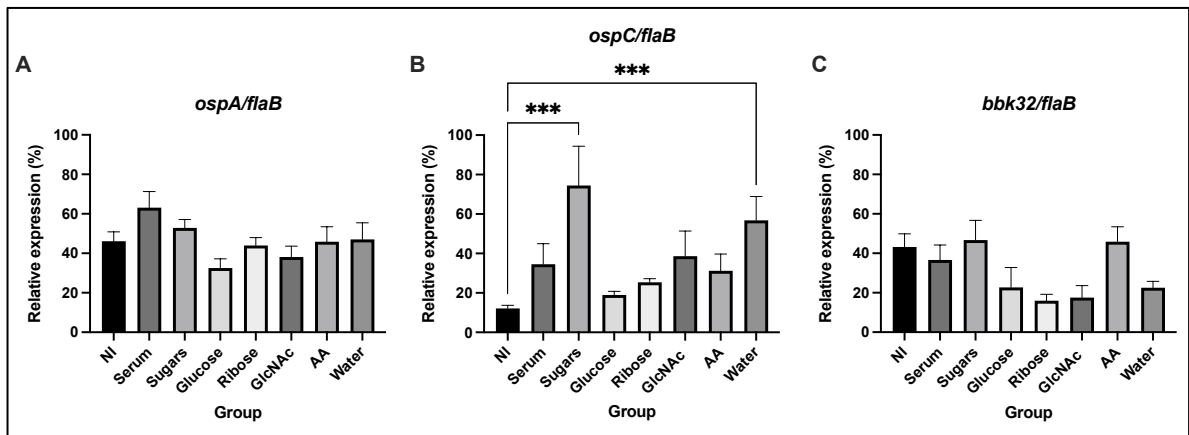 A
ospA/flaB
Relative expression (%)
100
80
60
40
20
0
NI
Serum
Sugars
Glucose
Ribose
GlcNAc
AA
Water
Group
B
ospC/flaB
***
***
Relative expression (%)
100
80
60
40
20
0
NI
Serum
Sugars
Glucose
Ribose
GlcNAc
AA
Water
Group
C
bbk32/flaB
Relative expression (%)
100
80
60
40
20
0
NI
Serum
Sugars
Glucose
Ribose
GlcNAc
AA
Water
Group